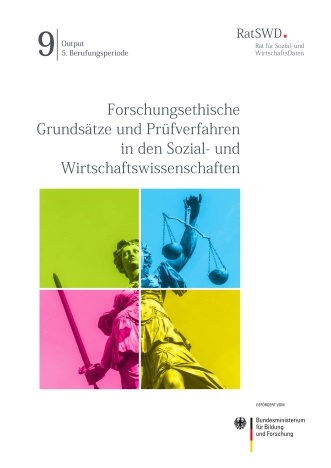 9
Output
5. Berufungsperiode
RatSWD.
Rat für Sozial- und
WirtschaftsDaten
Forschungsethische
Grundsätze und Prüfverfahren
in den Sozial- und
Wirtschaftswissenschaften
GEFÖRDERT VOM
Bundesministerium
für Bildung
und Forschung